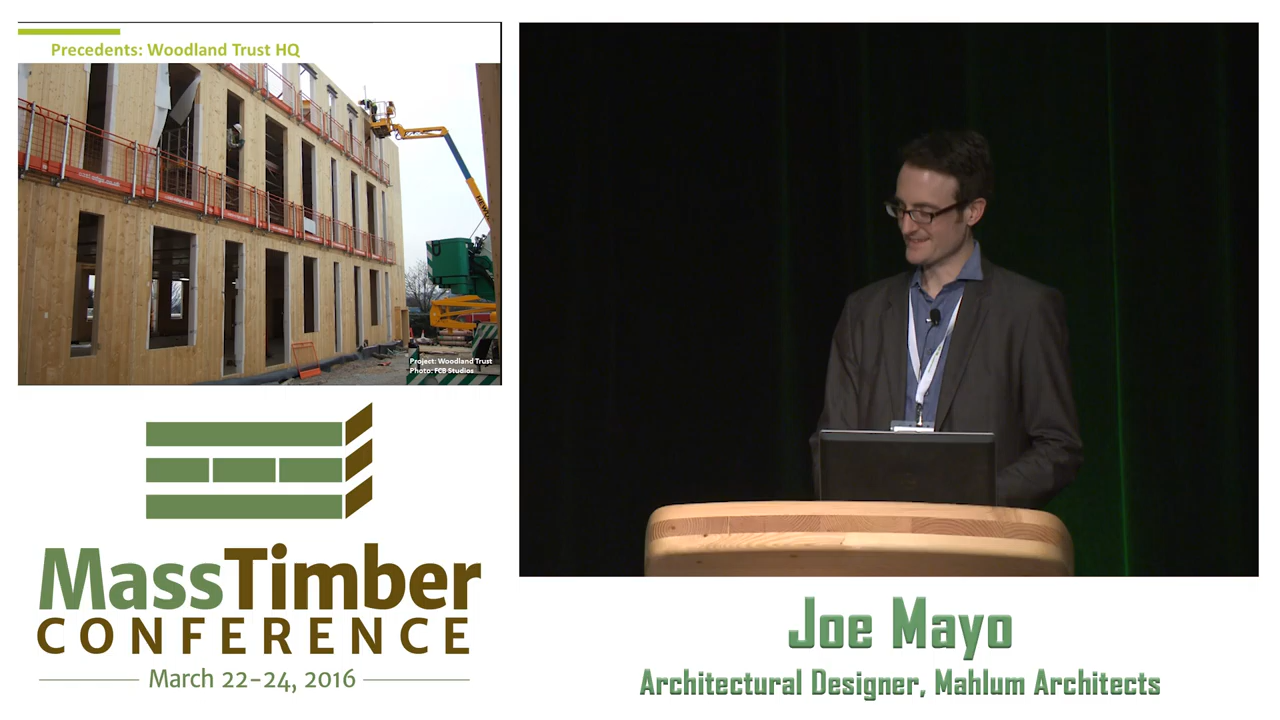 Precedents: Woodland Trust HQ
Project: Woodland Trust
Photo: FCB Studios
MassTimber
CONFERENCE
March 22-24, 2016
Joe Mayo
Architectural Designer, Mahlum Architects